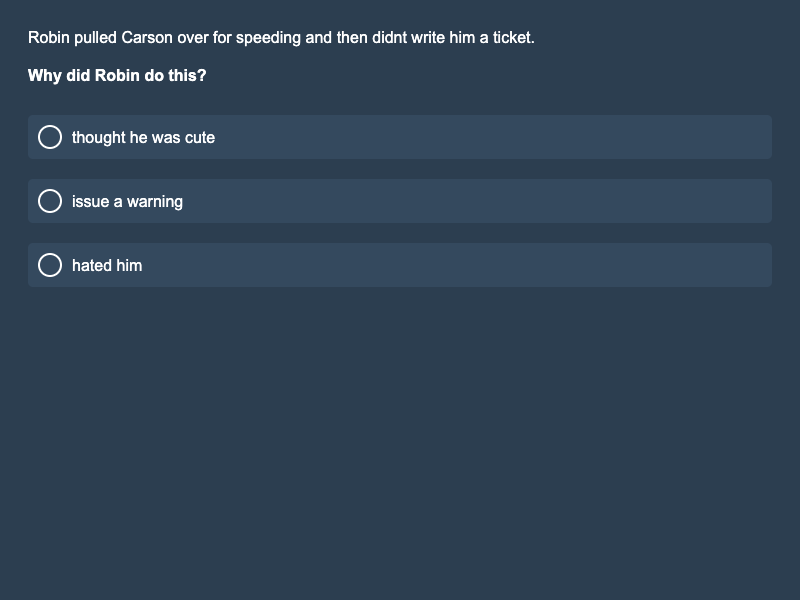 Robin pulled Carson over for speeding and then didnt write him a ticket.
Why did Robin do this?
thought he was cute
issue a warning
hated him